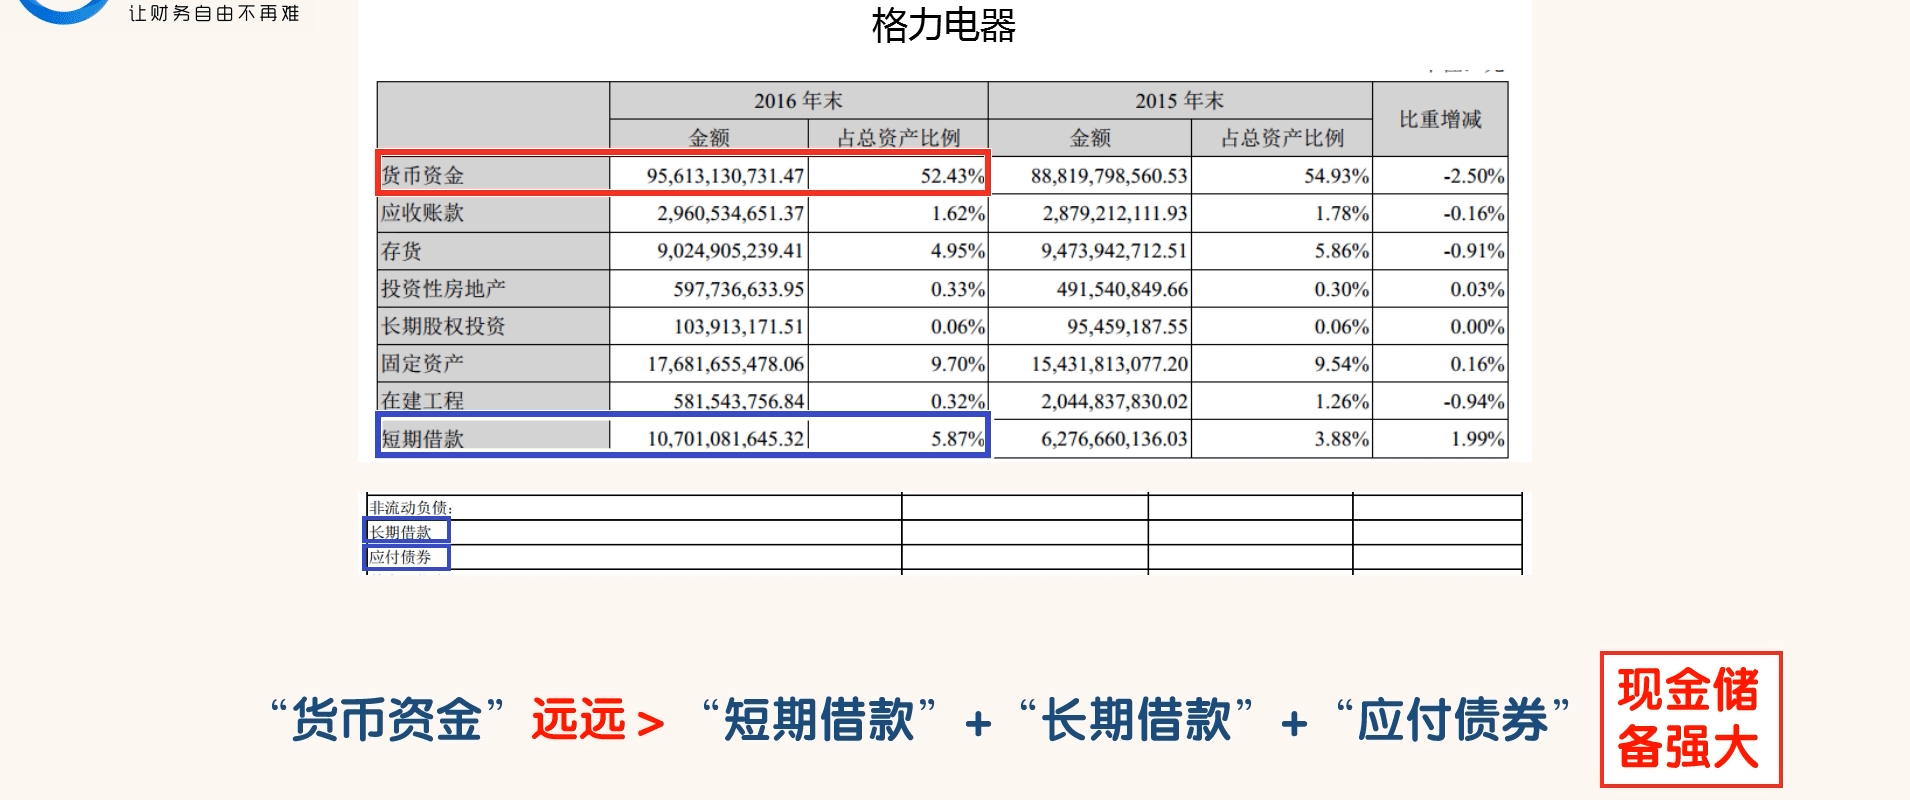 让财务自由不再难
格力电器
2016 年末 2015 年末 比重增减
金额 占总资产比例 金额 占总资产比例
货币资金 95,613,130,731.47 52.43% 88,819,798,560.53 54.93% -2.50%
应收账款 2,960,534,651.37 1.62% 2,879,212,111.93 1.78% -0.16%
存货 9,024,905,239.41 4.95% 9,473,942,712.51 5.86% -0.91%
投资性房地产 597,736,633.95 0.33% 491,540,849.66 0.30% 0.03%
长期股权投资 103,913,171.51 0.06% 95,459,187.55 0.06% 0.00%
固定资产 17,681,655,478.06 9.70% 15,431,813,077.20 9.54% 0.16%
在建工程 581,543,756.84 0.32% 2,044,837,830.02 1.26% -0.94%
短期借款 10,701,081,645.32 5.87% 6,276,660,136.03 3.88% 1.99%
非流动负债:
长期借款
应付债券
“货币资金” 远远 > “短期借款” + “长期借款” + “应付债券”
现金储
备强大